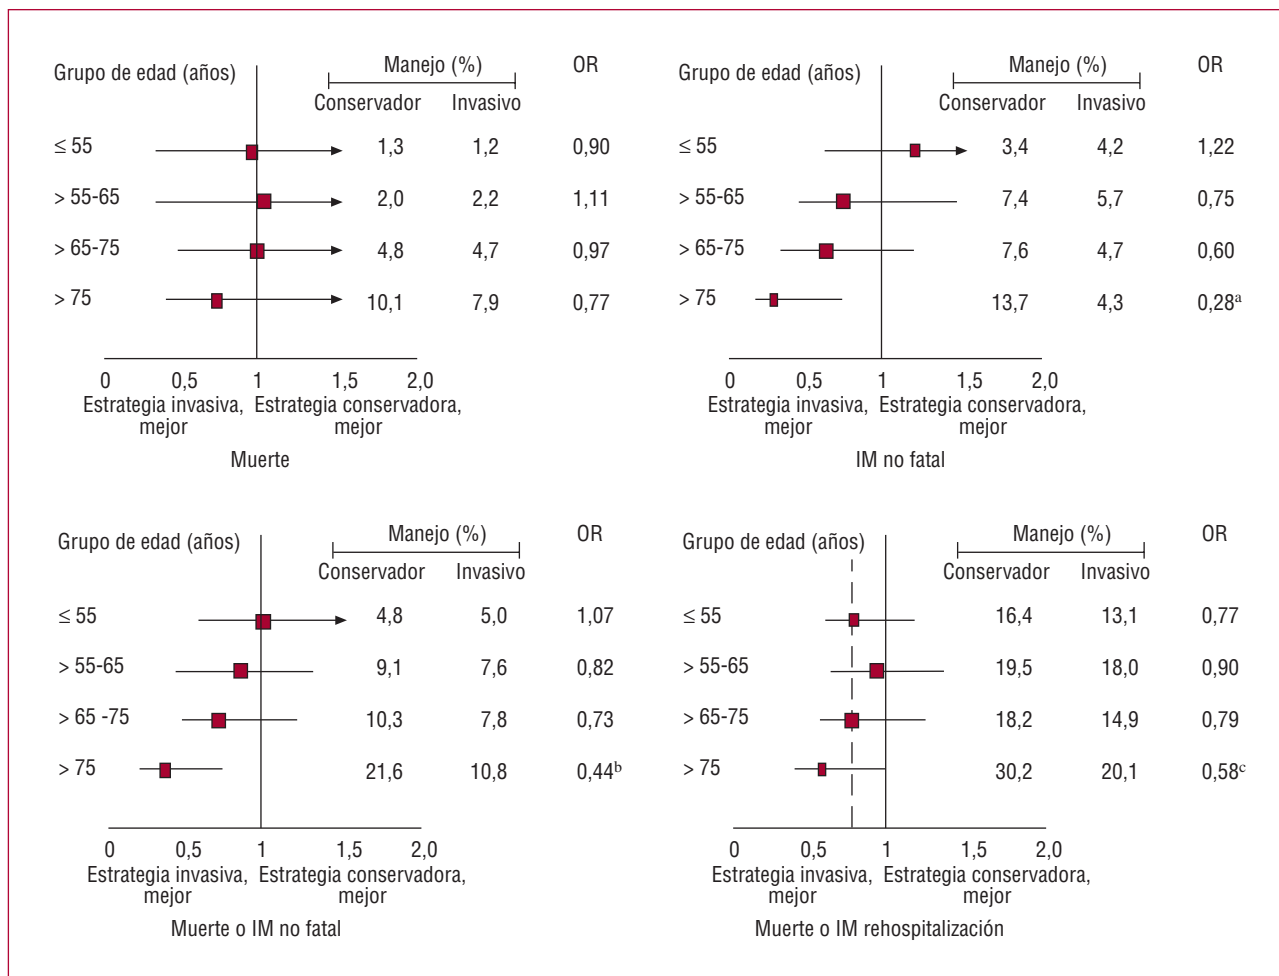 Grupo de edad (años) Manejo (%) OR
Conservador Invasivo
≤ 55 1,3 1,2 0,90
> 55-65 2,0 2,2 1,11
> 65-75 4,8 4,7 0,97
> 75 10,1 7,9 0,77
0 0,5 1 1,5 2,0
Estrategia invasiva, mejor Estrategia conservadora, mejor
Muerte
Grupo de edad (años) Manejo (%) OR
Conservador Invasivo
≤ 55 3,4 4,2 1,22
> 55-65 7,4 5,7 0,75
> 65-75 7,6 4,7 0,60
> 75 13,7 4,3 0,28a
0 0,5 1 1,5 2,0
Estrategia invasiva, mejor Estrategia conservadora, mejor
IM no fatal
Grupo de edad (años) Manejo (%) OR
Conservador Invasivo
≤ 55 4,8 5,0 1,07
> 55-65 9,1 7,6 0,82
> 65 -75 10,3 7,8 0,73
> 75 21,6 10,8 0,44b
0 0,5 1 1,5 2,0
Estrategia invasiva, mejor Estrategia conservadora, mejor
Muerte o IM no fatal
Grupo de edad (años) Manejo (%) OR
Conservador Invasivo
≤ 55 16,4 13,1 0,77
> 55-65 19,5 18,0 0,90
> 65-75 18,2 14,9 0,79
> 75 30,2 20,1 0,58c
0 0,5 1 1,5 2,0
Estrategia invasiva, mejor Estrategia conservadora, mejor
Muerte o IM rehospitalización